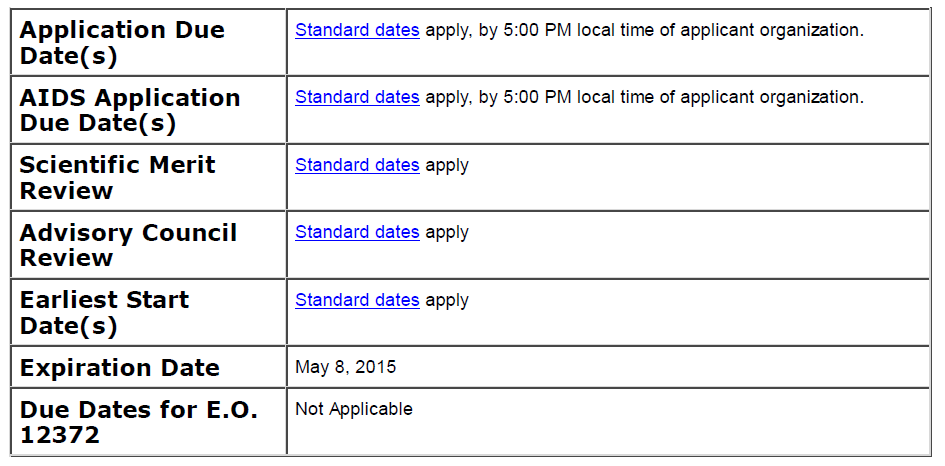 Application Due
Date(s)
Standard dates apply, by 5:00 PM local time of applicant organization.
AIDS Application
Due Date(s)
Standard dates apply, by 5:00 PM local time of applicant organization.
Scientific Merit
Review
Standard dates apply
Advisory Council
Review
Standard dates apply
Earliest Start
Date(s)
Standard dates apply
Expiration Date
May 8, 2015
Due Dates for E.O.
12372
Not Applicable